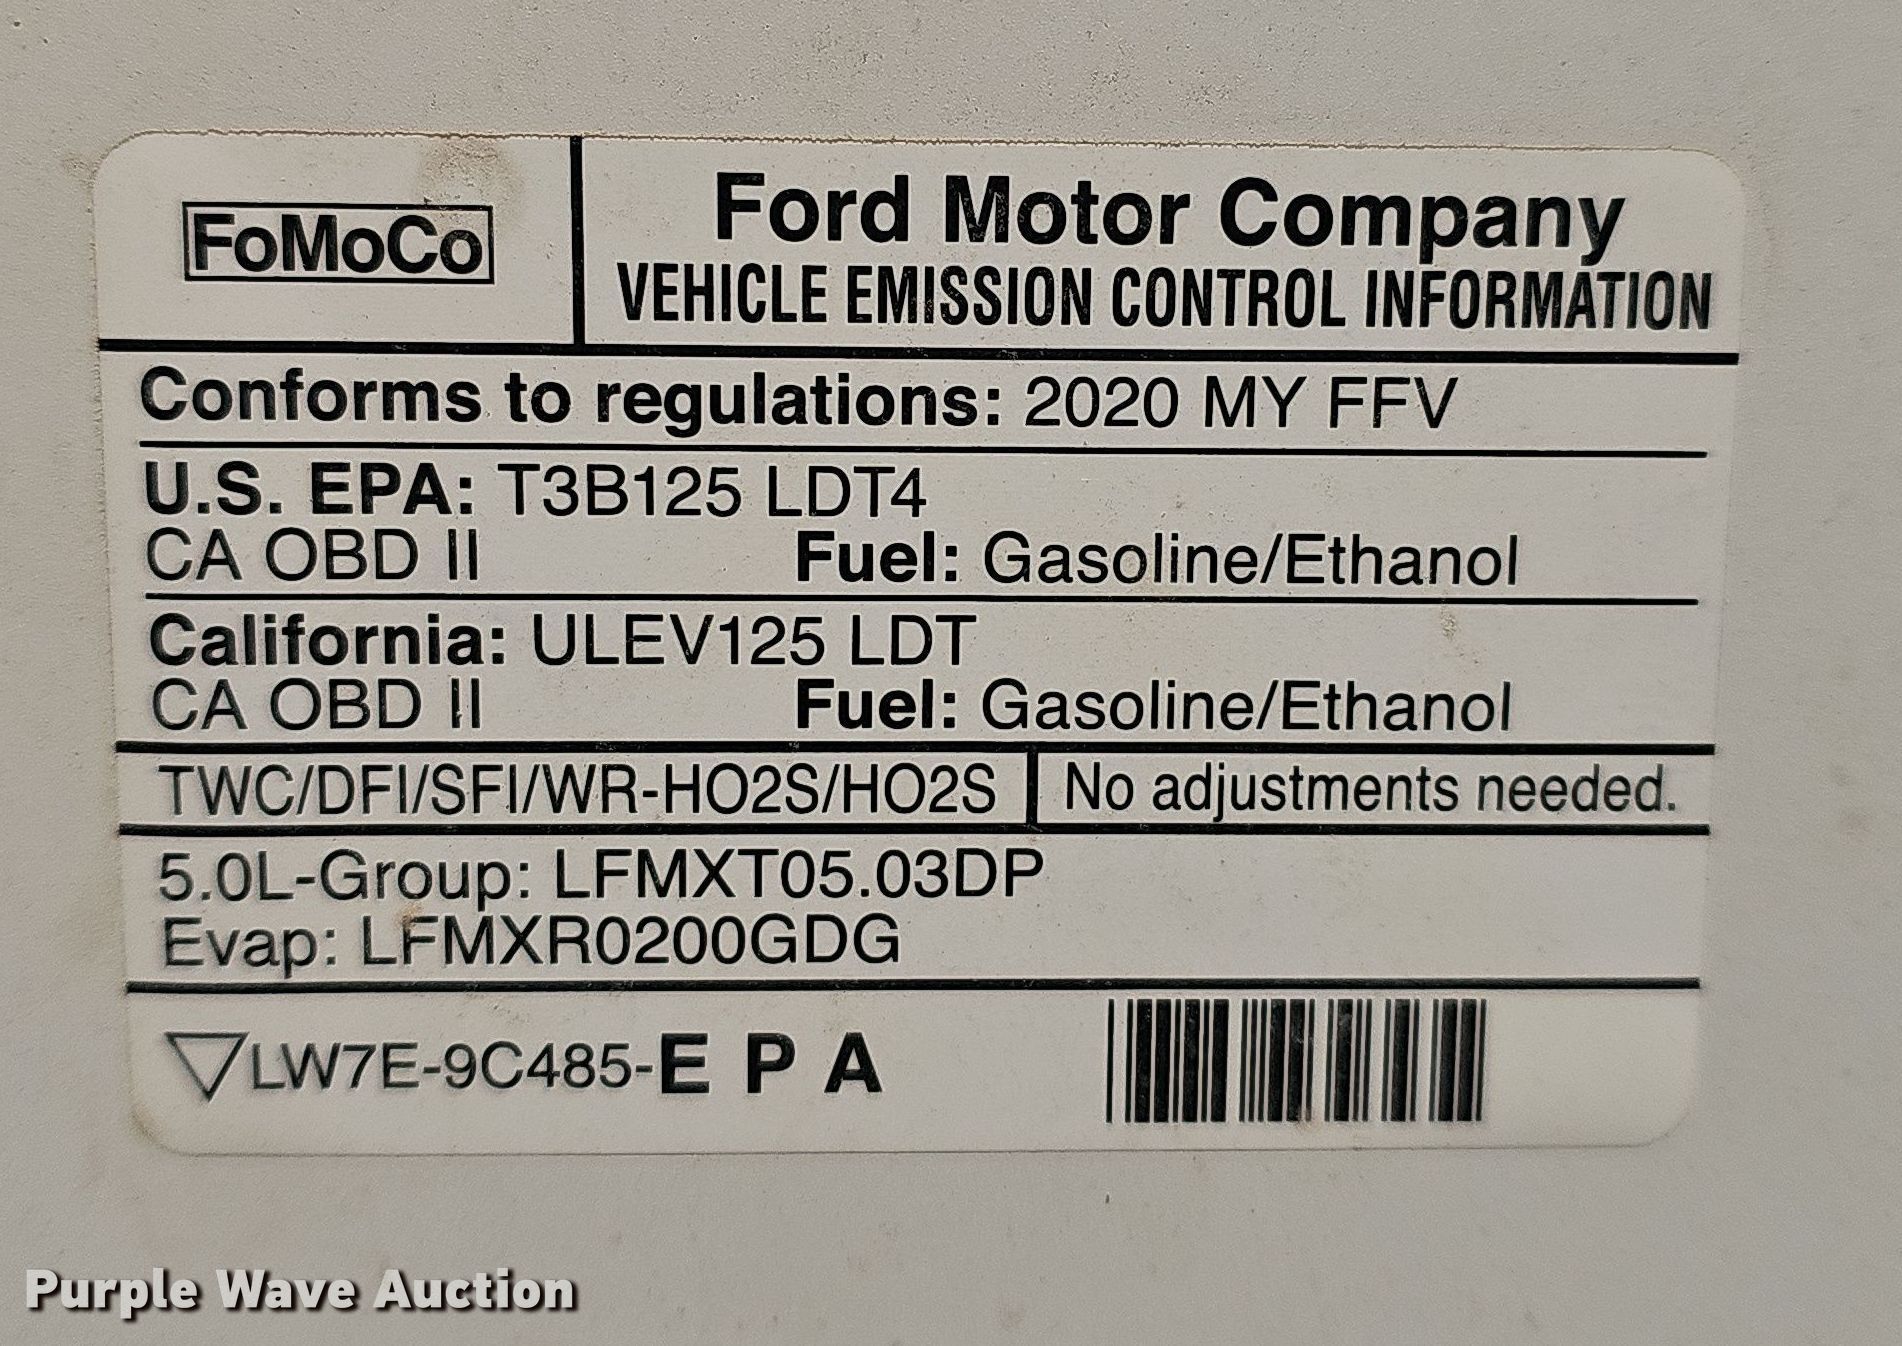 FoMoCo
Ford Motor Company
VEHICLE EMISSION CONTROL INFORMATION
Conforms to regulations: 2020 MY FFV
U.S. EPA: T3B125 LDT4
CA OBD II Fuel: Gasoline/Ethanol
California: ULEV125 LDT
CA OBD II Fuel: Gasoline/Ethanol
TWC/DFI/SFI/WR-HO2S/HO2S No adjustments needed.
5.0L-Group: LFMXT05.03DP
Evap: LFMXR0200GDG
LW7E-9C485-E P A
Purple Wave Auction